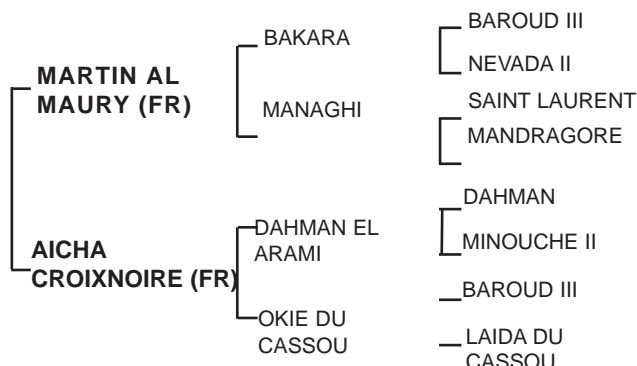 MARTIN AL
MAURY (FR)
AICHA
CROIXNOIRE (FR)
BAKARA
MANAGHI
DAHMAN EL
ARAMI
OKIE DU
CASSOU
BAROUD III
NEVADA II
SAINT LAURENT
MANDRAGORE
DAHMAN
MINOUCHE II
BAROUD III
LAIDA DU
CASSOU